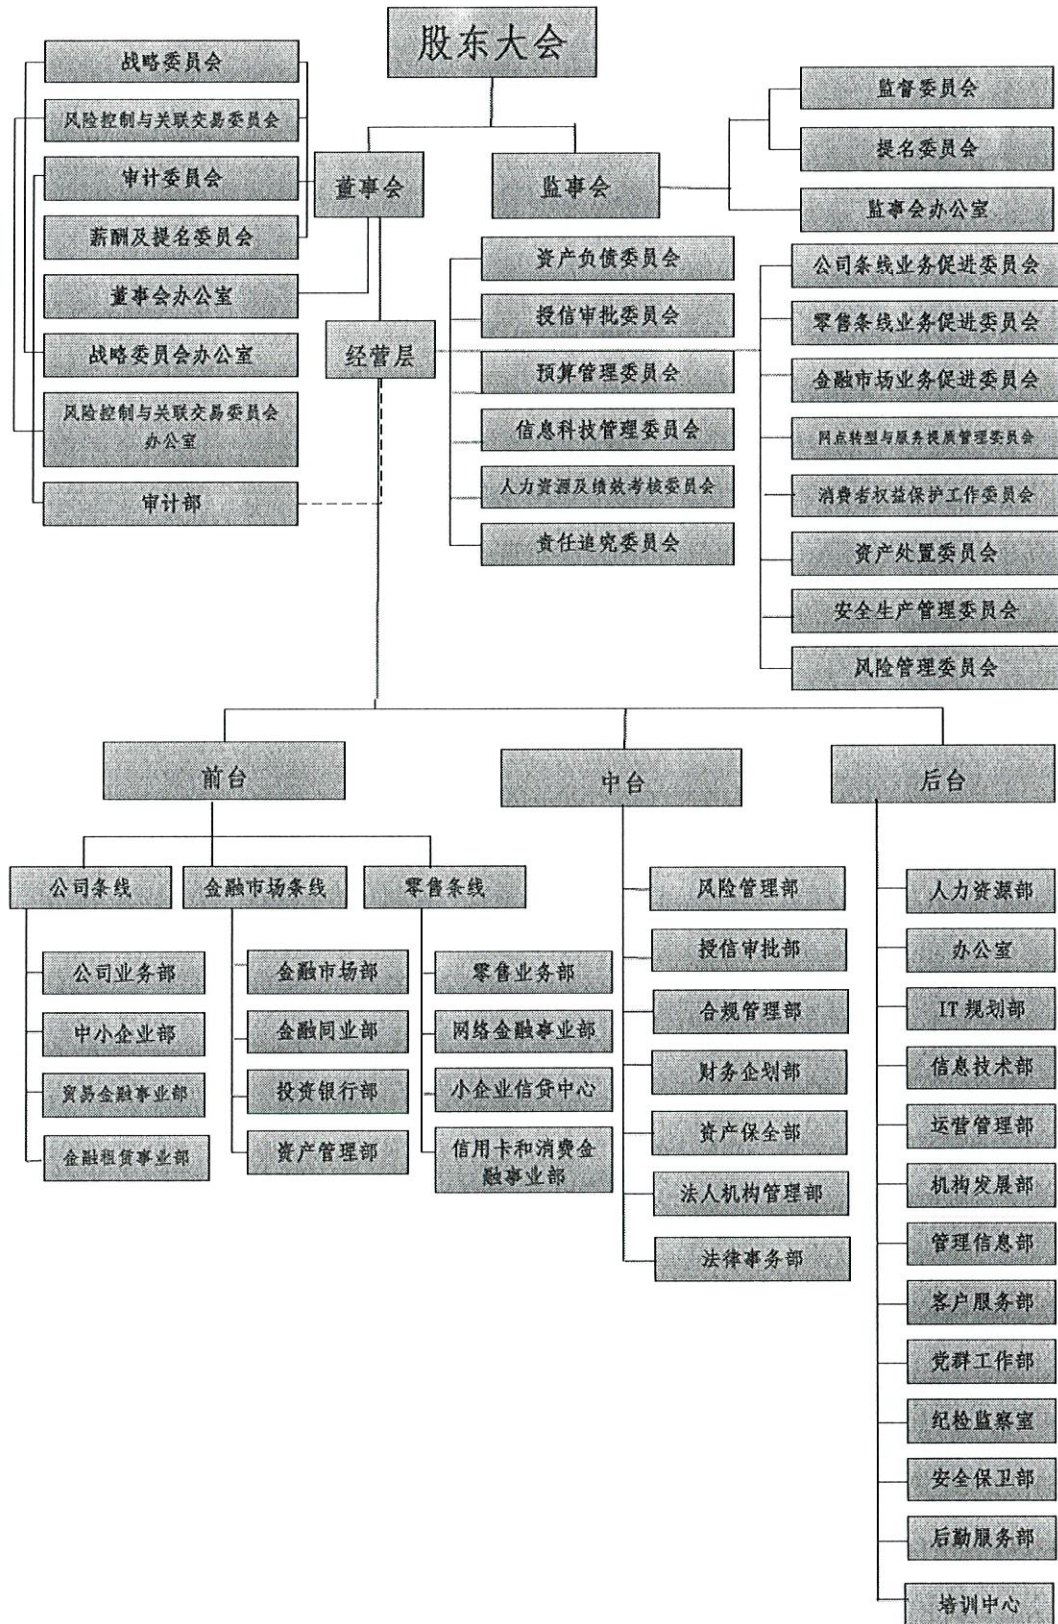 股东大会
战略委员会
风险控制与关联交易委员会
审计委员会
薪酬及提名委员会
董事会办公室
战略委员会办公室
风险控制与关联交易委员会
办公室
审计部
董事会
监事会
监督委员会
提名委员会
监事会办公室
经营层
资产负债委员会
授信审批委员会
预算管理委员会
信息科技管理委员会
人力资源及绩效考核委员会
责任追究委员会
公司条线业务促进委员会
零售条线业务促进委员会
金融市场业务促进委员会
网点转型与服务提质管理委员会
消费者权益保护工作委员会
资产处置委员会
安全生产管理委员会
风险管理委员会
前台
中台
后台
公司条线
金融市场条线
零售条线
公司业务部
中小企业部
贸易金融事业部
金融租赁事业部
金融市场部
金融同业部
投资银行部
资产管理部
零售业务部
网络金融事业部
小企业信贷中心
信用卡和消费金
融事业部
风险管理部
授信审批部
合规管理部
财务企划部
资产保全部
法人机构管理部
法律事务部
人力资源部
办公室
IT 规划部
信息技术部
运营管理部
机构发展部
管理信息部
客户服务部
党群工作部
纪检监察室
安全保卫部
后勤服务部
培训中心